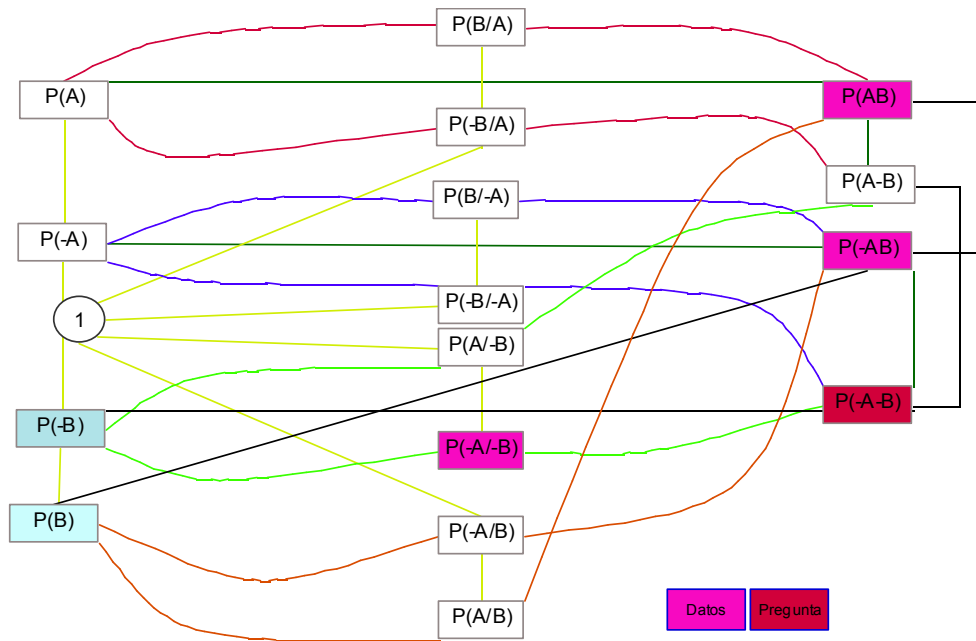 P(B/A)
P(A)
P(AB)
P(-B/A)
P(A-B)
P(B/-A)
P(-A)
P(-AB)
P(-B/-A)
1
P(A/-B)
P(-A-B)
P(-B)
P(-A/-B)
P(B)
P(-A/B)
P(A/B)
Datos
Pregunta